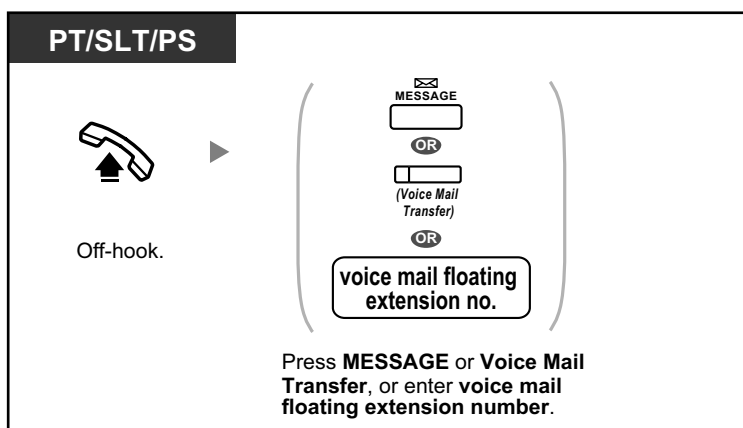 PT/SLT/PS
MESSAGE
OR
(Voice Mail
Transfer)
OR
Off-hook.
voice mail floating
extension no.
Press MESSAGE or Voice Mail
Transfer, or enter voice mail
floating extension number.